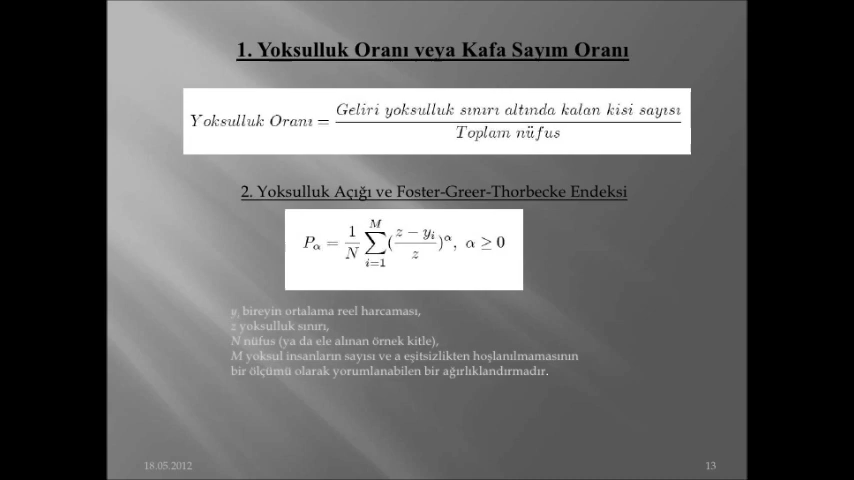 1. Yoksulluk Oranı veya Kafa Sayım Oranı
Yoksulluk Oranı = Geliri yoksulluk sınırı altında kalan kisi sayısı / Toplam nüfus
2. Yoksulluk Açığı ve Foster-Greer-Thorbecke Endeksi
P_α = 1/N ∑_{i=1}^{M} ((z − y_i)/z)^α, α ≥ 0
y_i bireyin ortalama reel harcaması,
z yoksulluk sınırı,
N nüfus (ya da ele alınan örnek kitle),
M yoksul insanların sayısı ve a eşitsizlikten hoşlanılmamasının
bir ölçümü olarak yorumlanabilen bir ağırlıklandırmadır.
18.05.2012
13